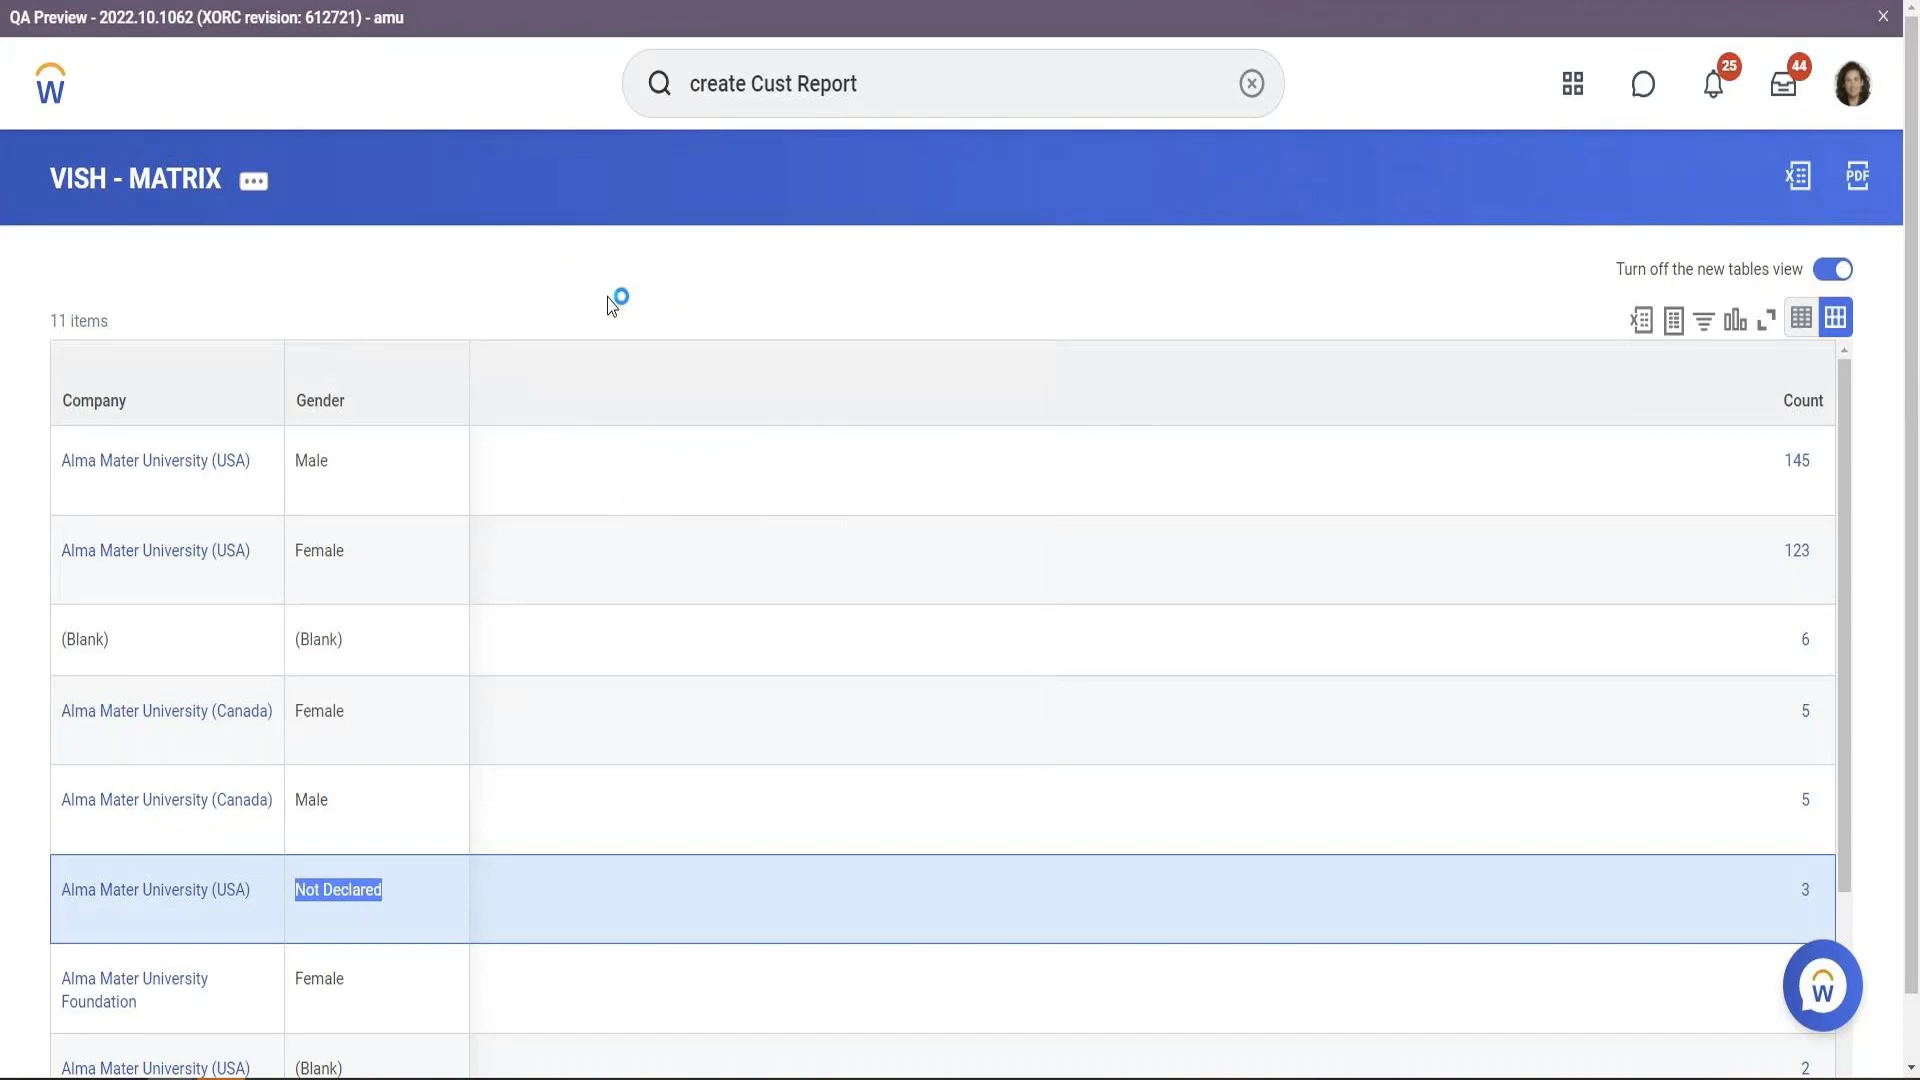 QA Preview - 2022.10.1062 (XORC revision: 612721) - amu
W
create Cust Report
25
44
VISH - MATRIX
X
PDF
Turn off the new tables view
11 items
X
Company Gender Count
Alma Mater University (USA) Male 145
Alma Mater University (USA) Female 123
(Blank) (Blank) 6
Alma Mater University (Canada) Female 5
Alma Mater University (Canada) Male 5
Alma Mater University (USA) Not Declared 3
Alma Mater University Female
Foundation
W
Alma Mater University (USA) (Blank) 2